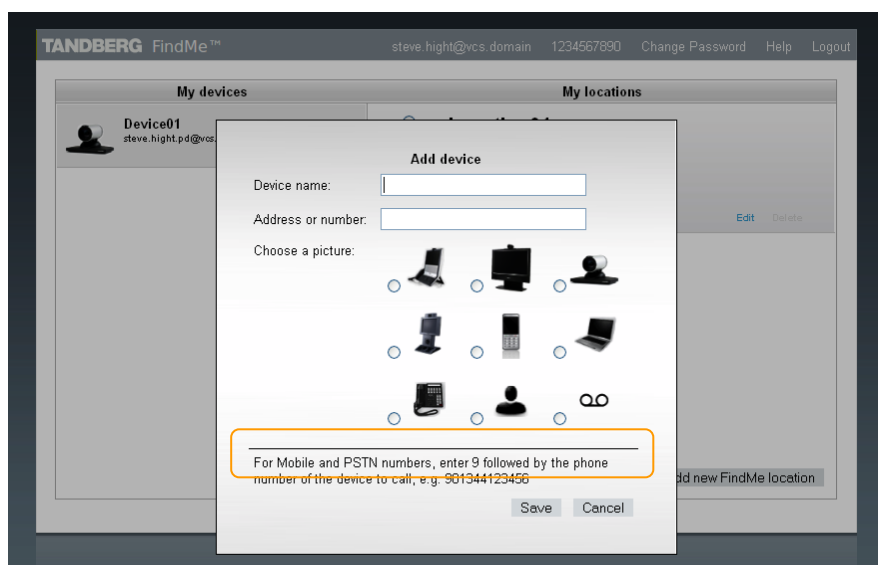 TANDBERG FindMe™ steve.hight@vcs.domain 1234567890 Change Password Help Logout
My devices My locations
Device01
steve.hight.pd@vcs.
Add device
Device name:
Address or number:
Edit Delete
Choose a picture:
For Mobile and PSTN numbers, enter 9 followed by the phone
number of the device to call, e.g. 901344123456
dd new FindMe location
Save Cancel